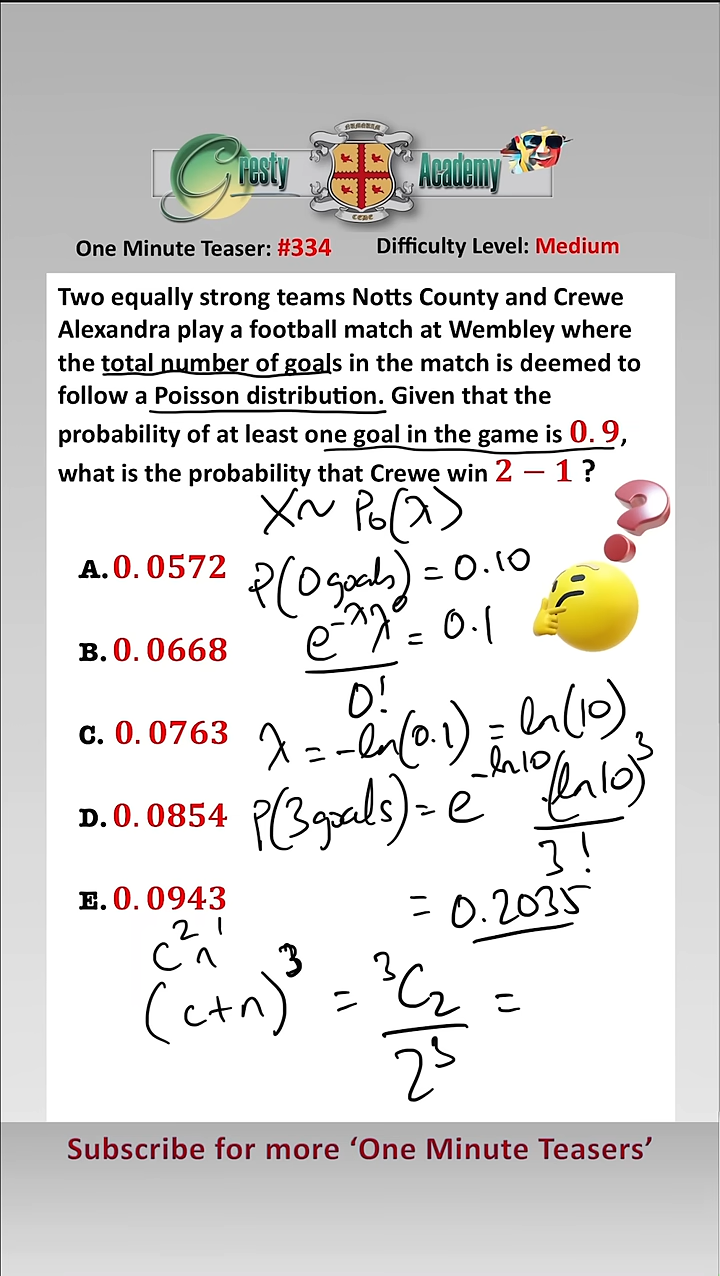 NUMQUAM
Cresty Academy
CEDE
One Minute Teaser: #334 Difficulty Level: Medium
Two equally strong teams Notts County and Crewe
Alexandra play a football match at Wembley where
the total number of goals in the match is deemed to
follow a Poisson distribution. Given that the
probability of at least one goal in the game is 0.9,
what is the probability that Crewe win 2 − 1 ?
X~ Po(λ)
A. 0.0572
P(0 goals) = 0.10
B. 0.0668
e^-λ λ^0 / 0! = 0.1
C. 0.0763
λ = -ln(0.1) = ln(10)
D. 0.0854
P(3 goals) = e^-ln10 . (ln10)^3 / 3!
E. 0.0943
= 0.2035
c^2 n^1
(c+n)^3 = ^3C_2 / 2^3 =
Subscribe for more ‘One Minute Teasers’